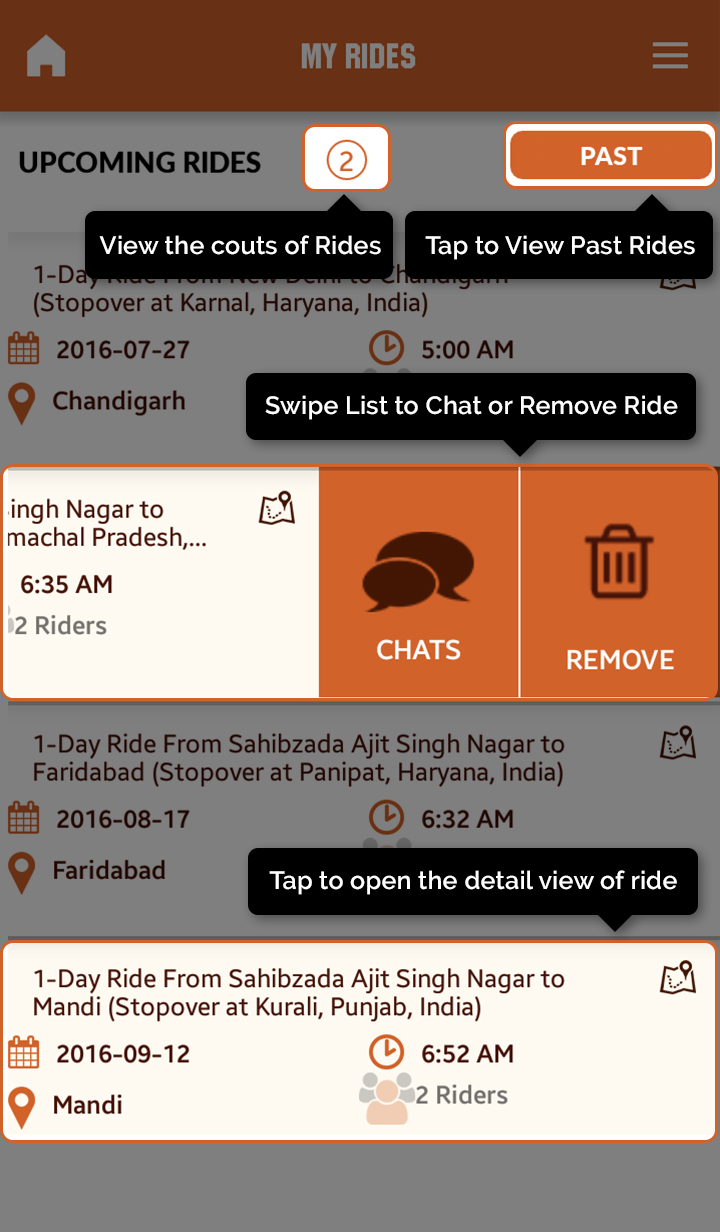 MY RIDES
UPCOMING RIDES
2
PAST
View the couts of Rides
Tap to View Past Rides
1-Day Ride From New Delhi to Chandigarh
(Stopover at Karnal, Haryana, India)
2016-07-27
5:00 AM
Chandigarh
Swipe List to Chat or Remove Ride
singh Nagar to
machal Pradesh,...
6:35 AM
2 Riders
CHATS
REMOVE
1-Day Ride From Sahibzada Ajit Singh Nagar to
Faridabad (Stopover at Panipat, Haryana, India)
2016-08-17
6:32 AM
Faridabad
Tap to open the detail view of ride
1-Day Ride From Sahibzada Ajit Singh Nagar to
Mandi (Stopover at Kurali, Punjab, India)
2016-09-12
6:52 AM
Mandi
2 Riders